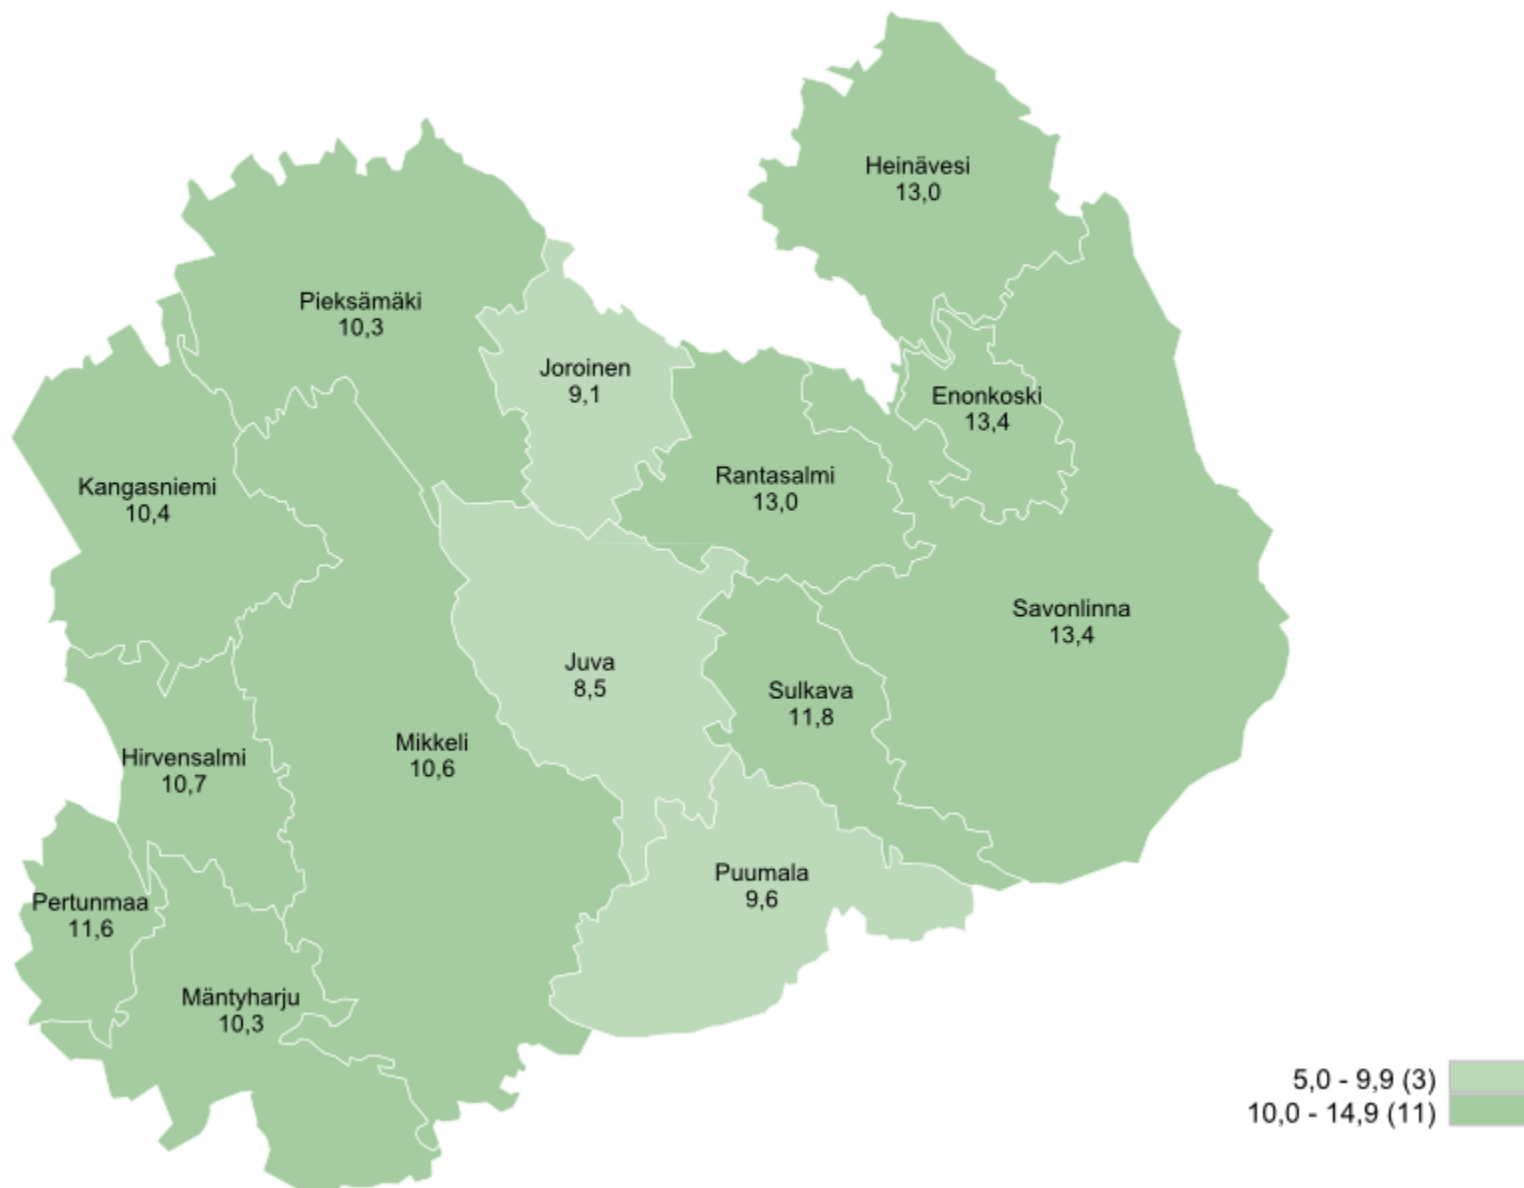 Heinävesi
13,0
Pieksämäki
10,3
Joroinen
9,1
Enonkoski
13,4
Rantasalmi
13,0
Kangasniemi
10,4
Savonlinna
13,4
Juva
8,5
Sulkava
11,8
Mikkeli
10,6
Hirvensalmi
10,7
Puumala
9,6
Pertunmaa
11,6
Mäntyharju
10,3
5,0 - 9,9 (3)
10,0 - 14,9 (11)